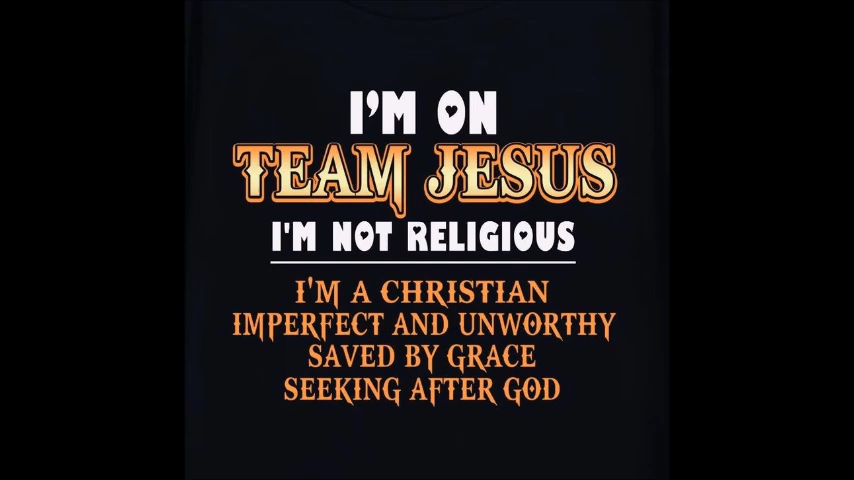 I'M ON
TEAM JESUS
I'M NOT RELIGIOUS
I'M A CHRISTIAN
IMPERFECT AND UNWORTHY
SAVED BY GRACE
SEEKING AFTER GOD